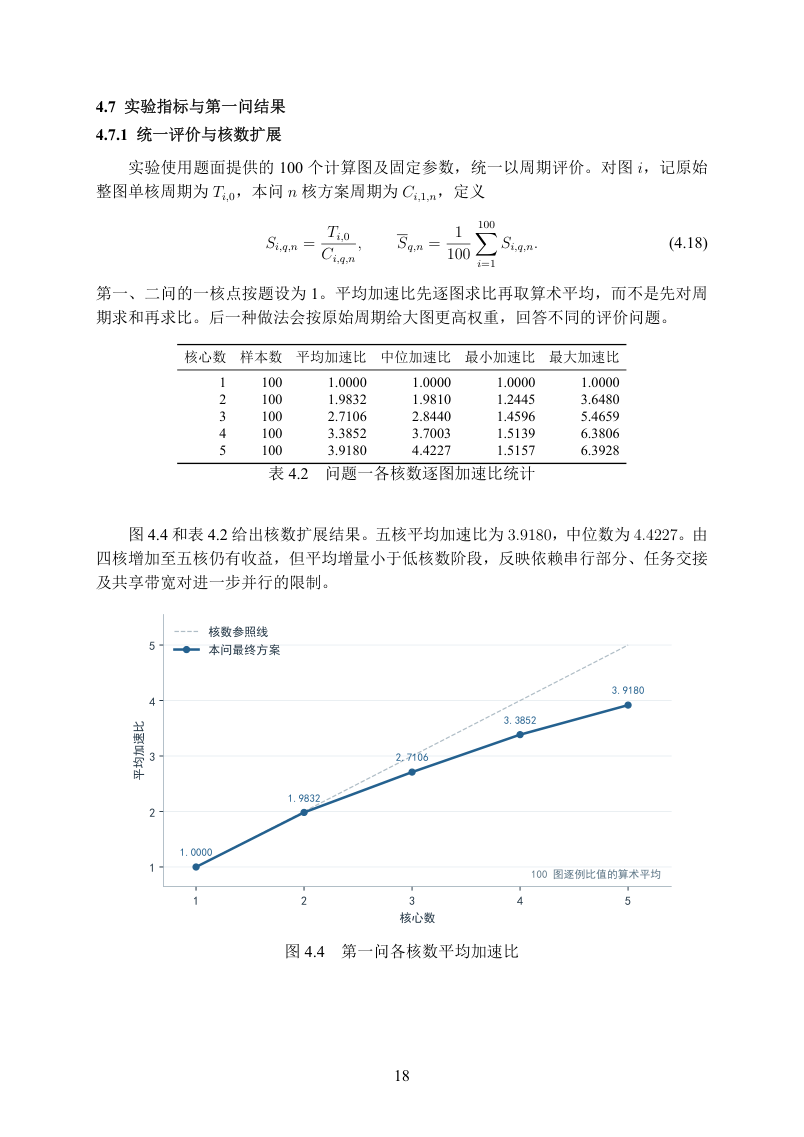 4.7 实验指标与第一问结果
4.7.1 统一评价与核数扩展
实验使用题面提供的 100 个计算图及固定参数，统一以周期评价。对图 i，记原始
整图单核周期为 T_{i,0}，本问 n 核方案周期为 C_{i,1,n}，定义
S_{i,q,n} = \frac{T_{i,0}}{C_{i,q,n}}, \overline{S}_{q,n} = \frac{1}{100} \sum_{i=1}^{100} S_{i,q,n}. (4.18)
第一、二问的一核点按题设为 1。平均加速比先逐图求比再取算术平均，而不是先对周
期求和再求比。后一种做法会按原始周期给大图更高权重，回答不同的评价问题。
核心数 样本数 平均加速比 中位加速比 最小加速比 最大加速比
1 100 1.0000 1.0000 1.0000 1.0000
2 100 1.9832 1.9810 1.2445 3.6480
3 100 2.7106 2.8440 1.4596 5.4659
4 100 3.3852 3.7003 1.5139 6.3806
5 100 3.9180 4.4227 1.5157 6.3928
表 4.2 问题一各核数逐图加速比统计
图 4.4 和表 4.2 给出核数扩展结果。五核平均加速比为 3.9180，中位数为 4.4227。由
四核增加至五核仍有收益，但平均增量小于低核数阶段，反映依赖串行部分、任务交接
及共享带宽对进一步并行的限制。
核数参照线
本问最终方案
5
4
3
2
1
平均加速比
1.0000
1.9832
2.7106
3.3852
3.9180
100 图逐例比值的算术平均
1 2 3 4 5
核心数
图 4.4 第一问各核数平均加速比
18